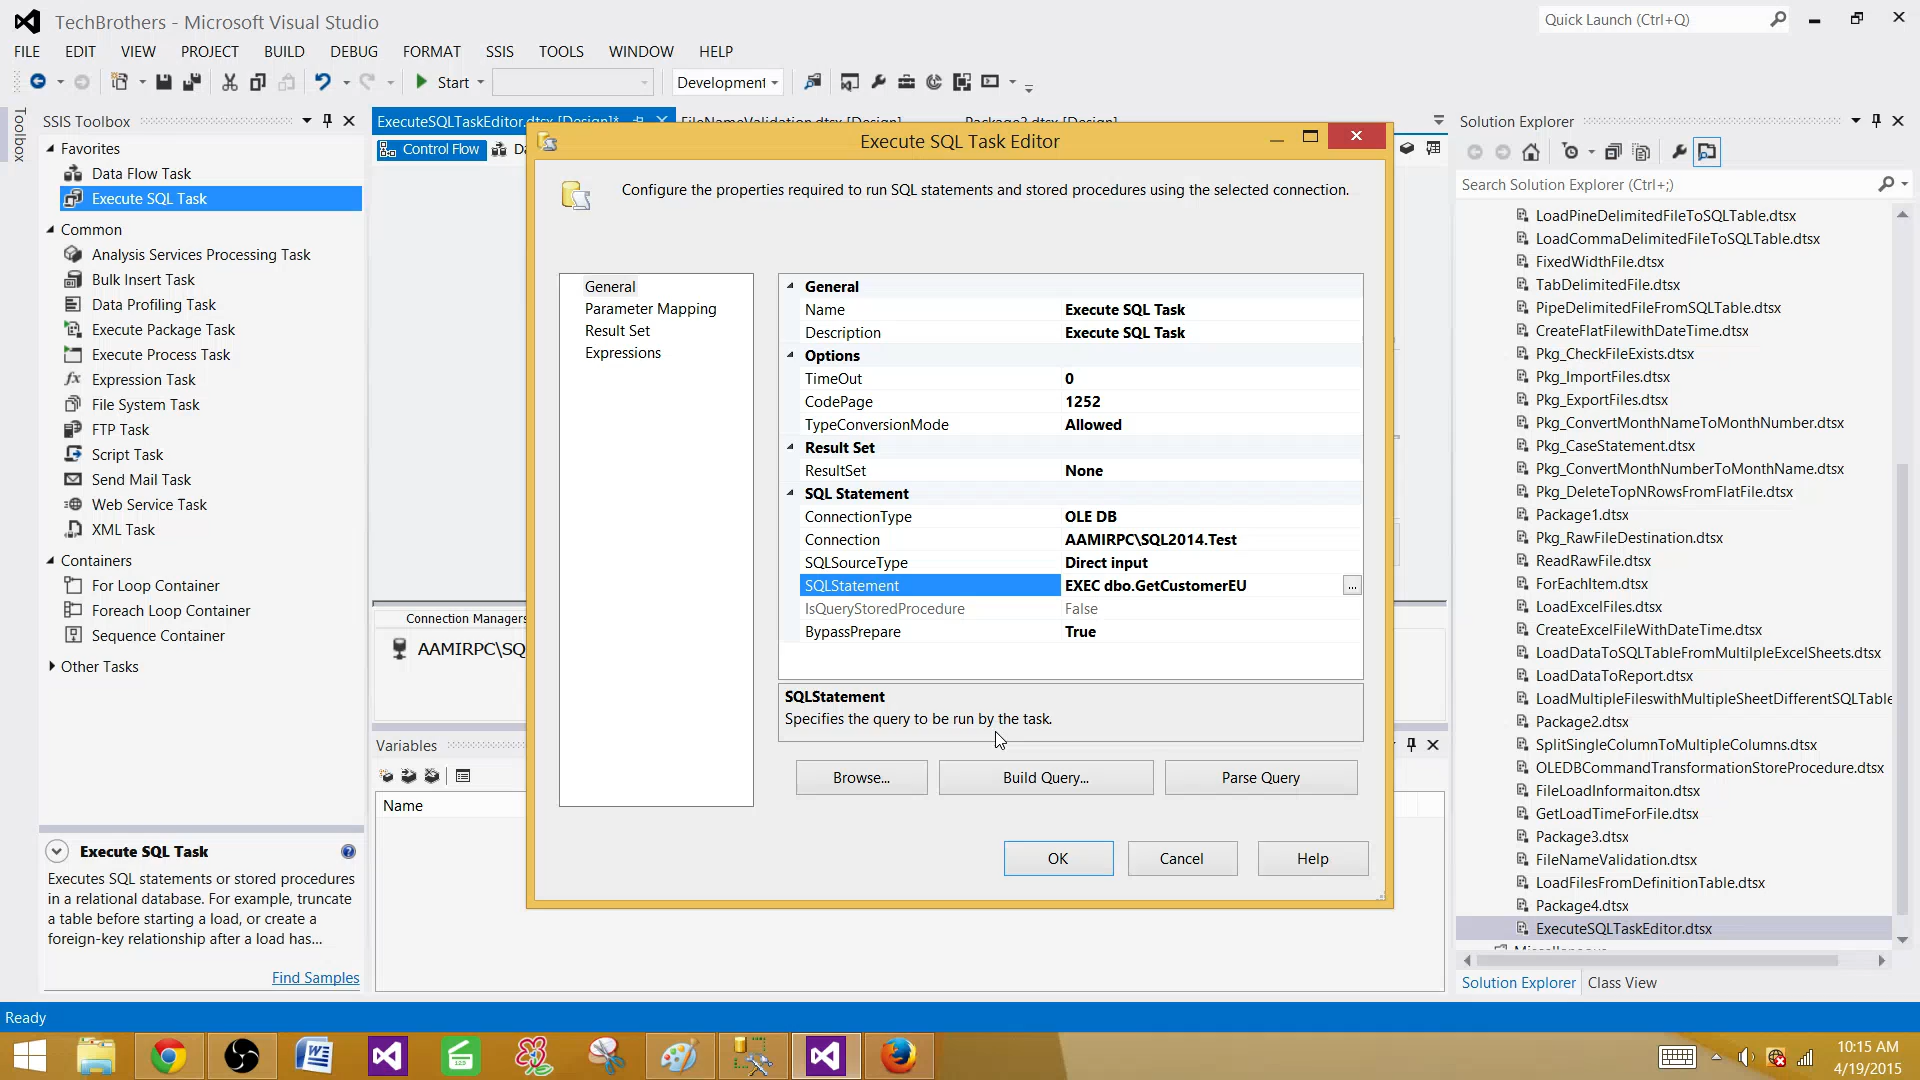 TechBrothers - Microsoft Visual Studio
Quick Launch (Ctrl+Q)
FILE EDIT VIEW PROJECT BUILD DEBUG FORMAT SSIS TOOLS WINDOW HELP
Start
Development
Toolbox
SSIS Toolbox
Favorites
Data Flow Task
Execute SQL Task
Common
Analysis Services Processing Task
Bulk Insert Task
Data Profiling Task
Execute Package Task
Execute Process Task
Expression Task
File System Task
FTP Task
Script Task
Send Mail Task
Web Service Task
XML Task
Containers
For Loop Container
Foreach Loop Container
Sequence Container
Other Tasks
Execute SQL Task
Executes SQL statements or stored procedures
in a relational database. For example, truncate
a table before starting a load, or create a
foreign-key relationship after a load has...
Find Samples
ExecuteSQLTaskEditor.dtsx [Design]*
FileNameValidation.dtsx [Design]
Package2.dtsx [Design]
Control Flow
Da
Connection Managers
AAMIRPC\SQ
Variables
Name
Execute SQL Task Editor
Configure the properties required to run SQL statements and stored procedures using the selected connection.
General
Parameter Mapping
Result Set
Expressions
General
Name Execute SQL Task
Description Execute SQL Task
Options
TimeOut 0
CodePage 1252
TypeConversionMode Allowed
Result Set
ResultSet None
SQL Statement
ConnectionType OLE DB
Connection AAMIRPC\SQL2014.Test
SQLSourceType Direct input
SQLStatement EXEC dbo.GetCustomerEU ...
IsQueryStoredProcedure False
BypassPrepare True
SQLStatement
Specifies the query to be run by the task.
Browse... Build Query... Parse Query
OK Cancel Help
Solution Explorer
Search Solution Explorer (Ctrl+;)
LoadPineDelimitedFileToSQLTable.dtsx
LoadCommaDelimitedFileToSQLTable.dtsx
FixedWidthFile.dtsx
TabDelimitedFile.dtsx
PipeDelimitedFileFromSQLTable.dtsx
CreateFlatFilewithDateTime.dtsx
Pkg_CheckFileExists.dtsx
Pkg_ImportFiles.dtsx
Pkg_ExportFiles.dtsx
Pkg_ConvertMonthNameToMonthNumber.dtsx
Pkg_CaseStatement.dtsx
Pkg_ConvertMonthNumberToMonthName.dtsx
Pkg_DeleteTopNRowsFromFlatFile.dtsx
Package1.dtsx
Pkg_RawFileDestination.dtsx
ReadRawFile.dtsx
ForEachItem.dtsx
LoadExcelFiles.dtsx
CreateExcelFileWithDateTime.dtsx
LoadDataToSQLTableFromMultilpleExcelSheets.dtsx
LoadDataToReport.dtsx
LoadMultipleFileswithMultipleSheetDifferentSQLTable
Package2.dtsx
SplitSingleColumnToMultipleColumns.dtsx
OLEDBCommandTransformationStoreProcedure.dtsx
FileLoadInformaiton.dtsx
GetLoadTimeForFile.dtsx
Package3.dtsx
FileNameValidation.dtsx
LoadFilesFromDefinitionTable.dtsx
Package4.dtsx
ExecuteSQLTaskEditor.dtsx
Solution Explorer Class View
Ready
10:15 AM
4/19/2015